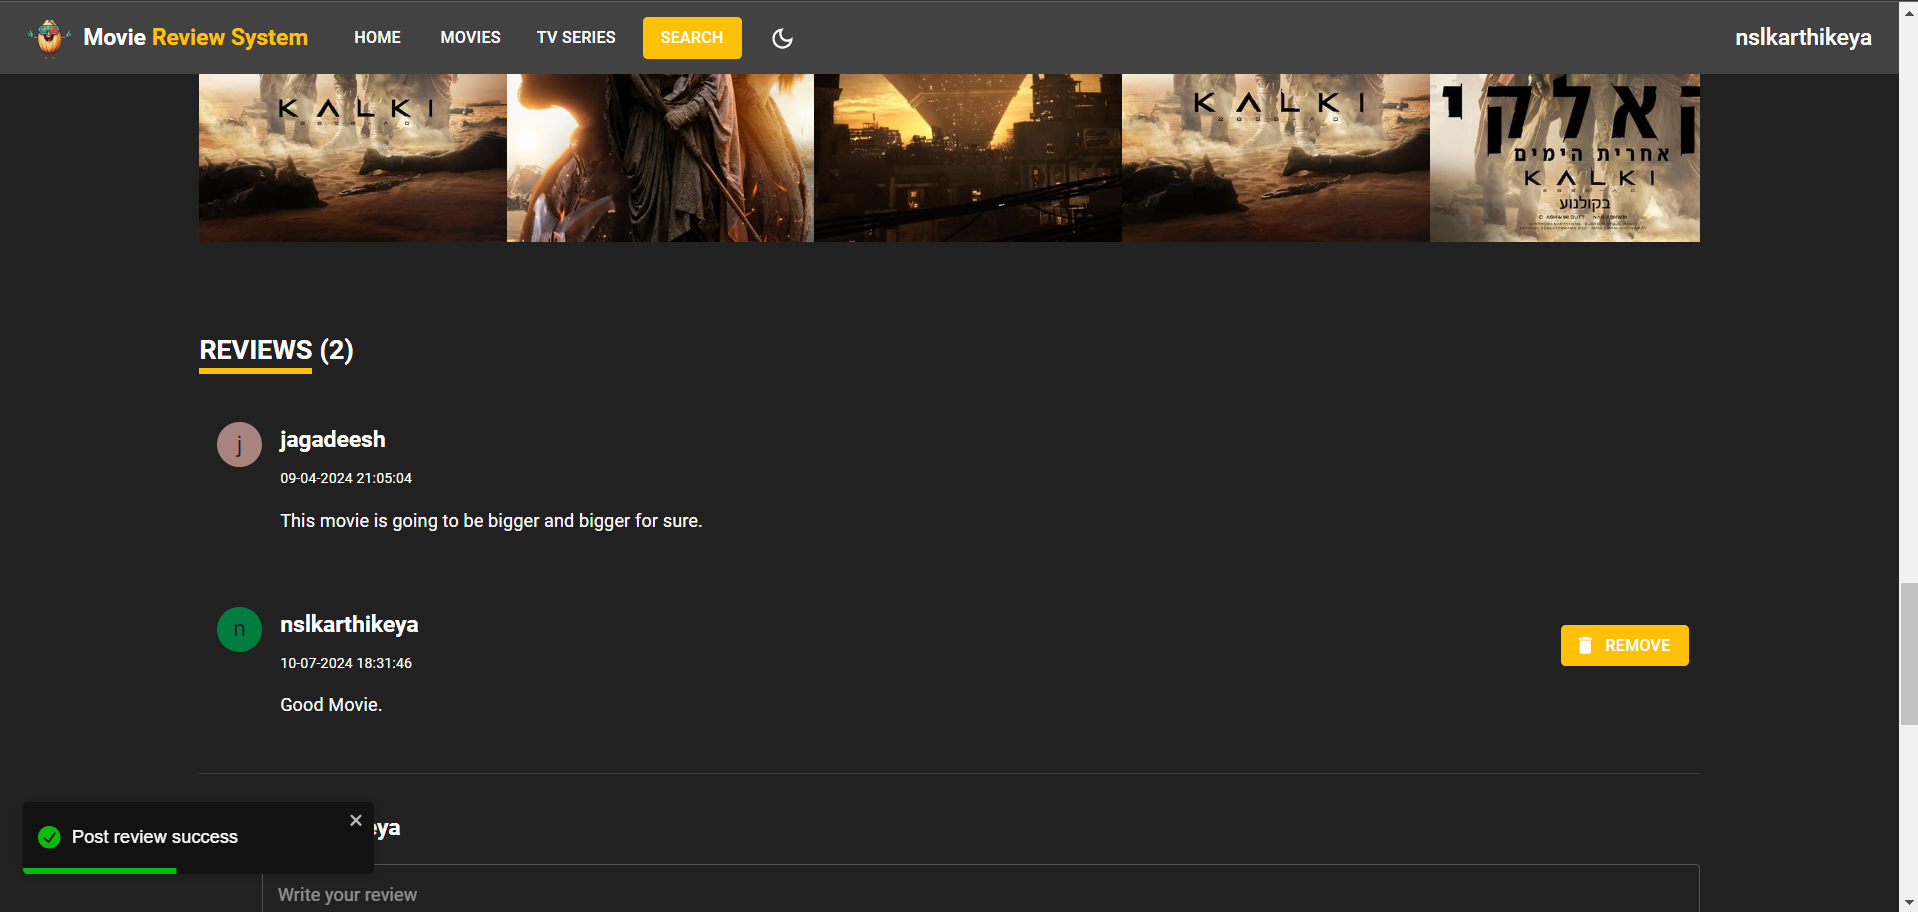 Movie Review System
HOME
MOVIES
TV SERIES
SEARCH
nslkarthikeya
KALKI
KALKI
קאלקי
אחרית הימים
KALKI
בקולנוע
REVIEWS (2)
j
jagadeesh
09-04-2024 21:05:04
This movie is going to be bigger and bigger for sure.
n
nslkarthikeya
10-07-2024 18:31:46
REMOVE
Good Movie.
eya
Post review success
Write your review